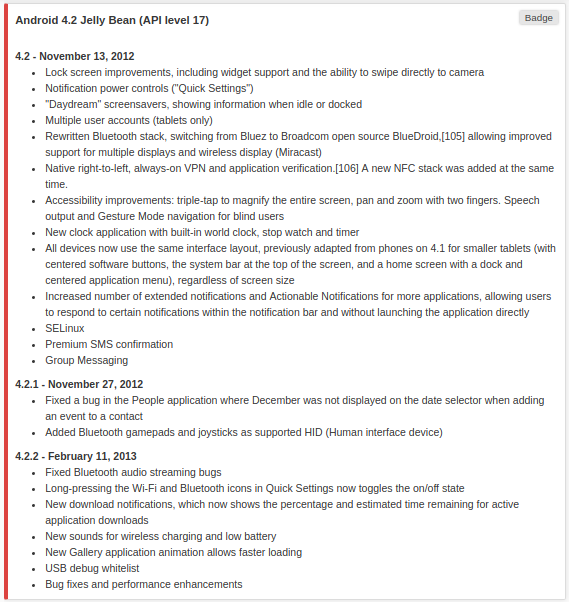 Android 4.2 Jelly Bean (API level 17)
Badge
4.2 - November 13, 2012
Lock screen improvements, including widget support and the ability to swipe directly to camera
Notification power controls ("Quick Settings")
"Daydream" screensavers, showing information when idle or docked
Multiple user accounts (tablets only)
Rewritten Bluetooth stack, switching from Bluez to Broadcom open source BlueDroid,[105] allowing improved
support for multiple displays and wireless display (Miracast)
Native right-to-left, always-on VPN and application verification.[106] A new NFC stack was added at the same
time.
Accessibility improvements: triple-tap to magnify the entire screen, pan and zoom with two fingers. Speech
output and Gesture Mode navigation for blind users
New clock application with built-in world clock, stop watch and timer
All devices now use the same interface layout, previously adapted from phones on 4.1 for smaller tablets (with
centered software buttons, the system bar at the top of the screen, and a home screen with a dock and
centered application menu), regardless of screen size
Increased number of extended notifications and Actionable Notifications for more applications, allowing users
to respond to certain notifications within the notification bar and without launching the application directly
SELinux
Premium SMS confirmation
Group Messaging
4.2.1 - November 27, 2012
Fixed a bug in the People application where December was not displayed on the date selector when adding
an event to a contact
Added Bluetooth gamepads and joysticks as supported HID (Human interface device)
4.2.2 - February 11, 2013
Fixed Bluetooth audio streaming bugs
Long-pressing the Wi-Fi and Bluetooth icons in Quick Settings now toggles the on/off state
New download notifications, which now shows the percentage and estimated time remaining for active
application downloads
New sounds for wireless charging and low battery
New Gallery application animation allows faster loading
USB debug whitelist
Bug fixes and performance enhancements